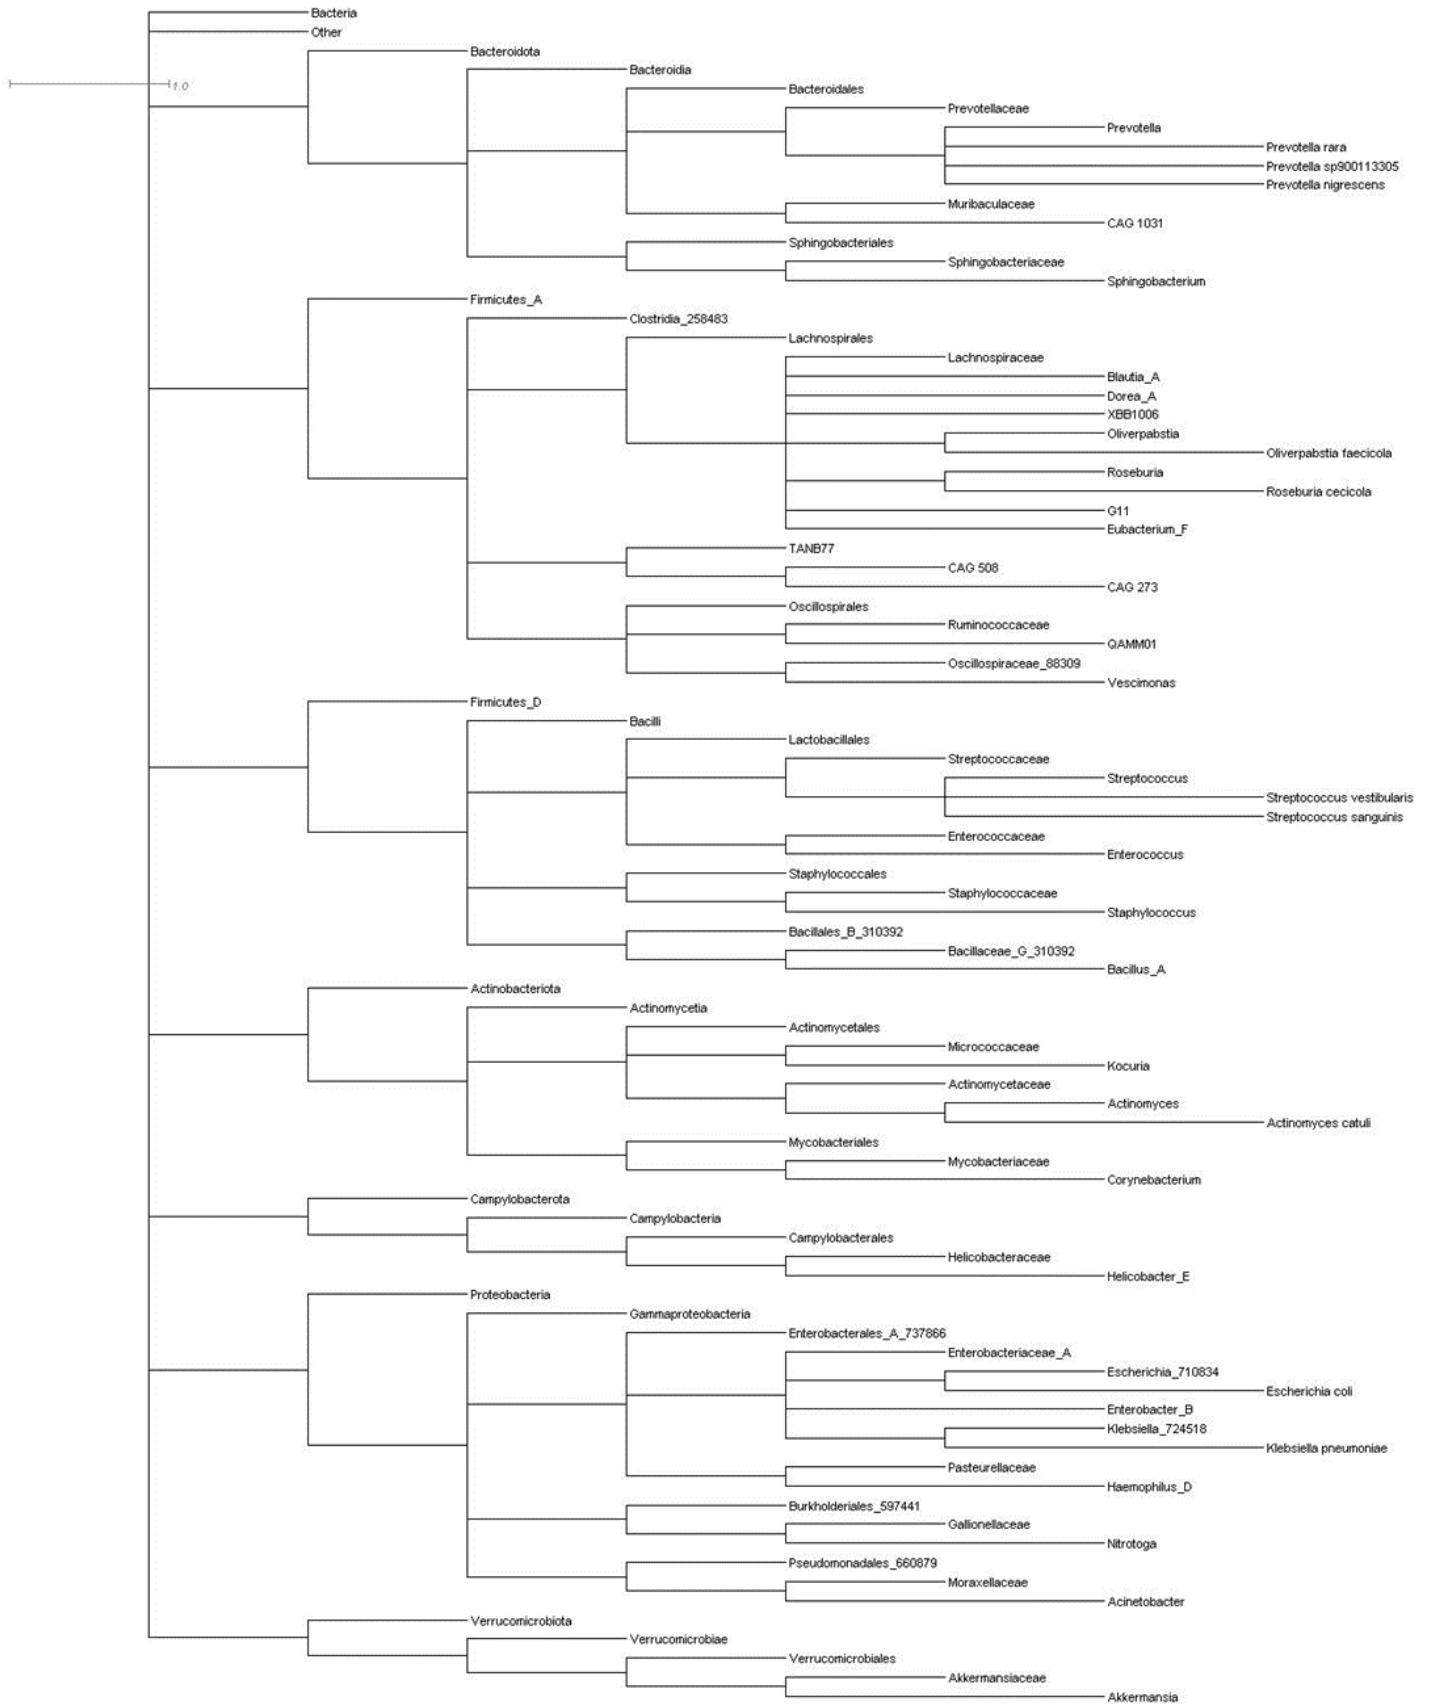 Bacteria
Other
Bacteroidota
Bacteroidia
1.0
Bacteroidales
Prevotellaceae
Prevotella
Prevotella rara
Prevotella sp900113305
Prevotella nigrescens
Muribaculaceae
CAG 1031
Sphingobacteriales
Sphingobacteriaceae
Sphingobacterium
Firmicutes_A
Clostridia_258483
Lachnospirales
Lachnospiraceae
Blautia_A
Dorea_A
XBB1006
Oliverpabstia
Oliverpabstia faecicola
Roseburia
Roseburia cecicola
G11
Eubacterium_F
TANB77
CAG 508
CAG 273
Oscillospirales
Ruminococcaceae
QAMM01
Oscillospiraceae_88309
Vescimonas
Firmicutes_D
Bacilli
Lactobacillales
Streptococcaceae
Streptococcus
Streptococcus vestibularis
Streptococcus sanguinis
Enterococcaceae
Enterococcus
Staphylococcales
Staphylococcaceae
Staphylococcus
Bacillales_B_310392
Bacillaceae_G_310392
Bacillus_A
Actinobacteriota
Actinomycetia
Actinomycetales
Micrococcaceae
Kocuria
Actinomycetaceae
Actinomyces
Actinomyces catuli
Mycobacteriales
Mycobacteriaceae
Corynebacterium
Campylobacterota
Campylobacteria
Campylobacterales
Helicobacteraceae
Helicobacter_E
Proteobacteria
Gammaproteobacteria
Enterobacterales_A_737866
Enterobacteriaceae_A
Escherichia_710834
Escherichia coli
Enterobacter_B
Klebsiella_724518
Klebsiella pneumoniae
Pasteurellaceae
Haemophilus_D
Burkholderiales_597441
Gallionellaceae
Nitrotoga
Pseudomonadales_660879
Moraxellaceae
Acinetobacter
Verrucomicrobiota
Verrucomicrobiae
Verrucomicrobiales
Akkermansiaceae
Akkermansia